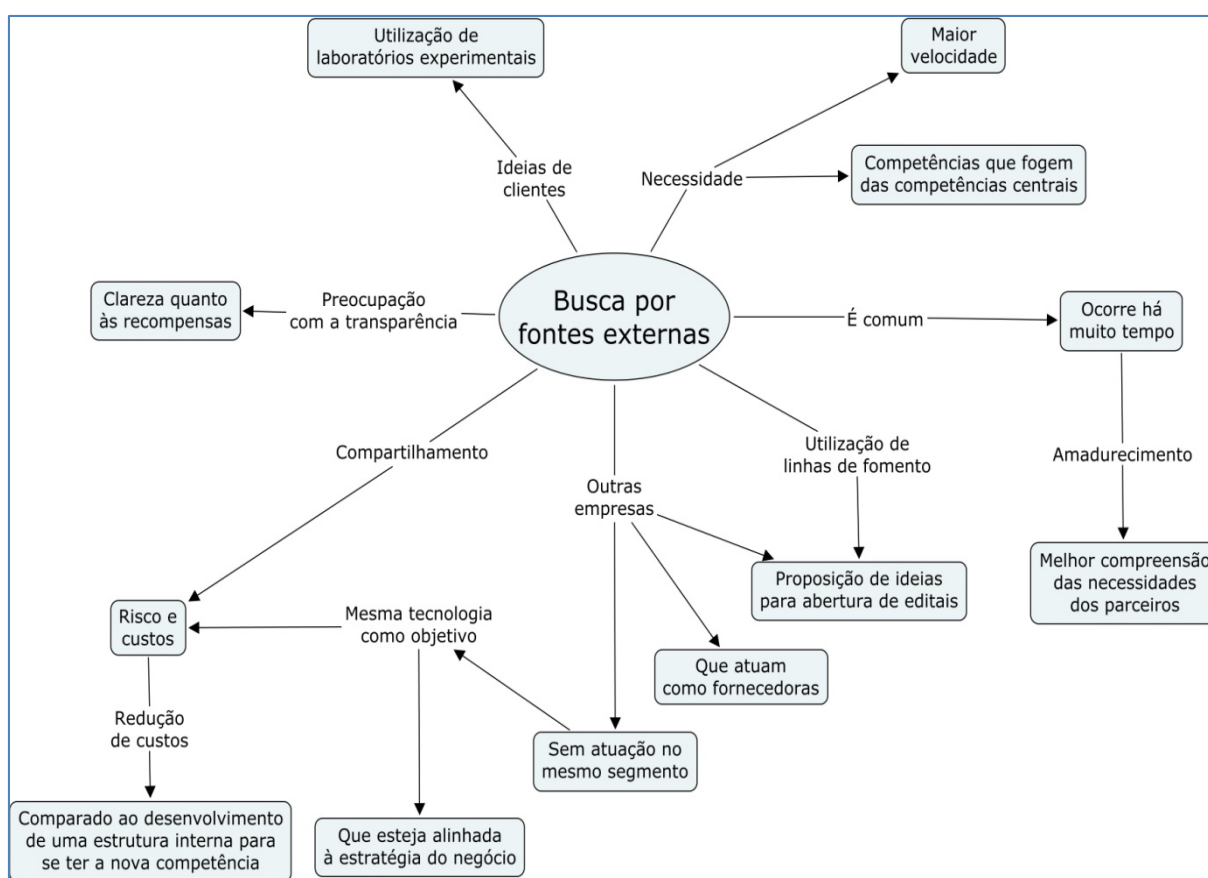 Utilização de
laboratórios experimentais
Maior
velocidade
Ideias de
clientes
Necessidade
Competências que fogem
das competências centrais
Clareza quanto
às recompensas
Preocupação
com a transparência
Busca por
fontes externas
É comum
Ocorre há
muito tempo
Compartilhamento
Utilização de
linhas de fomento
Amadurecimento
Outras
empresas
Melhor compreensão
das necessidades
dos parceiros
Proposição de ideias
para abertura de editais
Risco e
custos
Mesma tecnologia
como objetivo
Que atuam
como fornecedoras
Redução
de custos
Sem atuação no
mesmo segmento
Comparado ao desenvolvimento
de uma estrutura interna para
se ter a nova competência
Que esteja alinhada
à estratégia do negócio